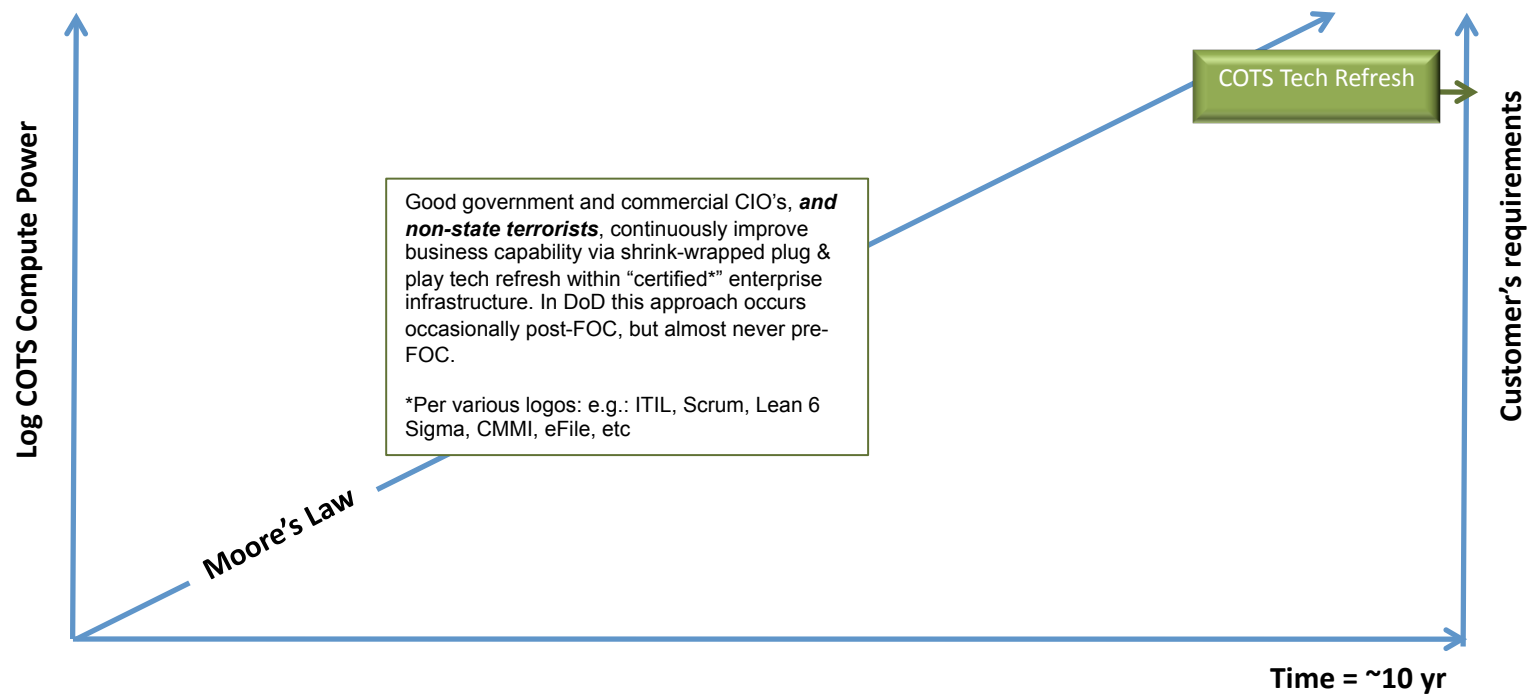 COTS Tech Refresh
Log COTS Compute Power
Customer's requirements
Good government and commercial CIO's, and
non-state terrorists, continuously improve
business capability via shrink-wrapped plug &
play tech refresh within “certified*” enterprise
infrastructure. In DoD this approach occurs
occasionally post-FOC, but almost never pre-
FOC.
*Per various logos: e.g.: ITIL, Scrum, Lean 6
Sigma, CMMI, eFile, etc
Moore's Law
Time = ~10 yr